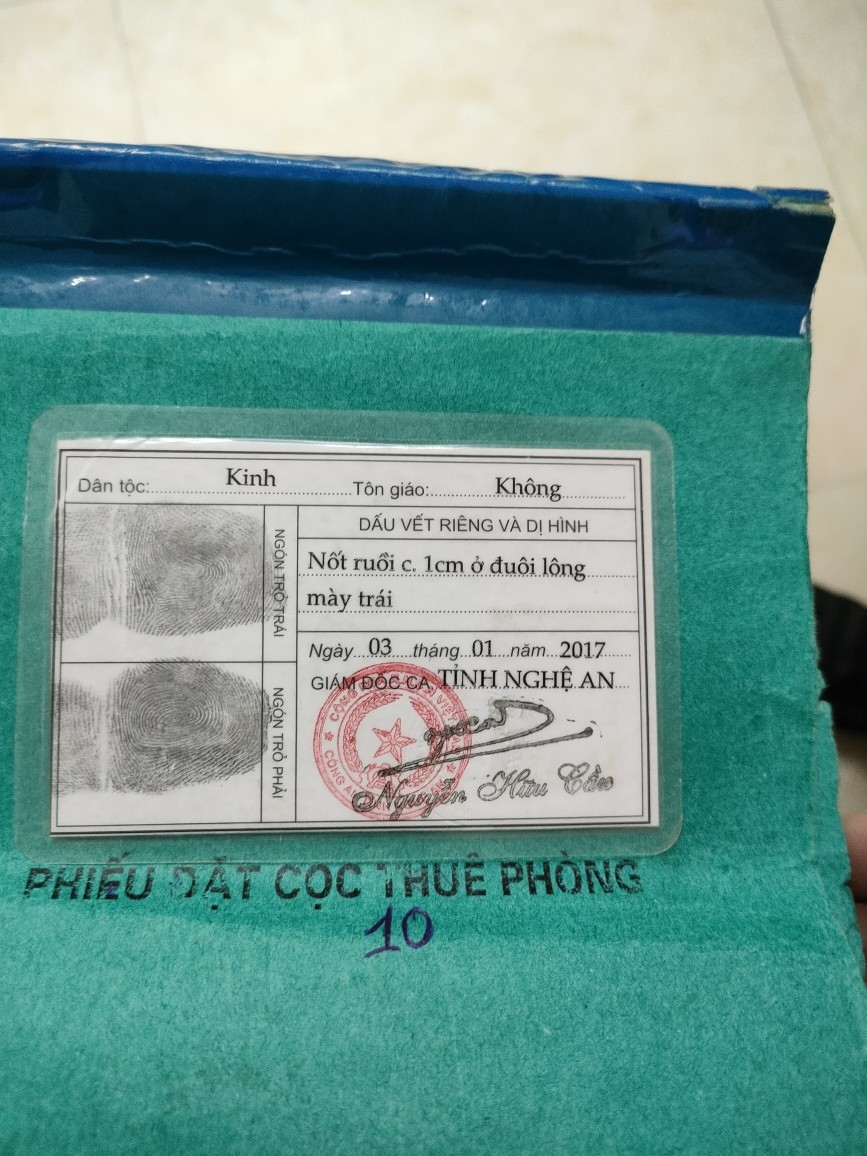 Dân tộc:..........Kinh..........Tôn giáo:..........Không..........
NGÓN TRỎ TRÁI
DẤU VẾT RIÊNG VÀ DỊ HÌNH
Nốt ruồi c. 1cm ở đuôi lông
mày trái
Ngày...03...tháng..01..năm...2017
GIÁM ĐỐC CA TỈNH NGHỆ AN
NGÓN TRỎ PHẢI
Nguyễn Hữu Cầu
PHIẾU ĐẶT CỌC THUÊ PHÒNG
10